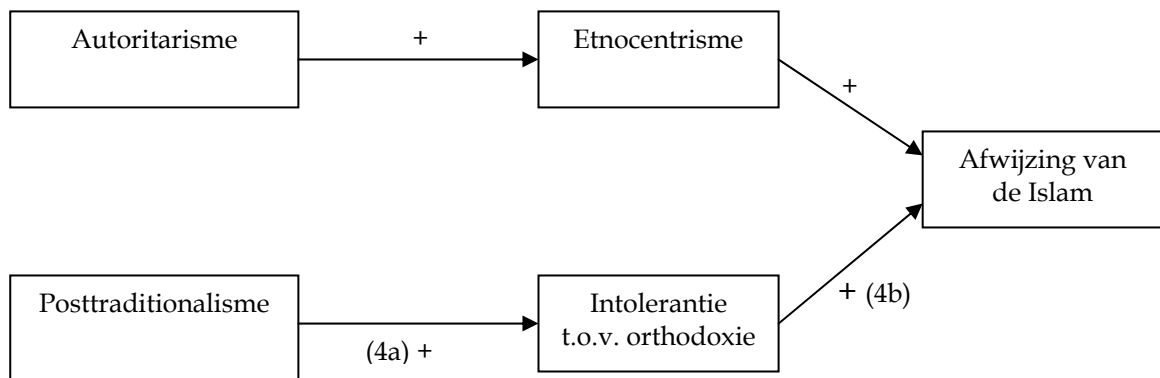 Autoritarisme
+
Etnocentrisme
+
Afwijzing van
de Islam
Posttraditionalisme
(4a) +
Intolerantie
t.o.v. orthodoxie
+ (4b)